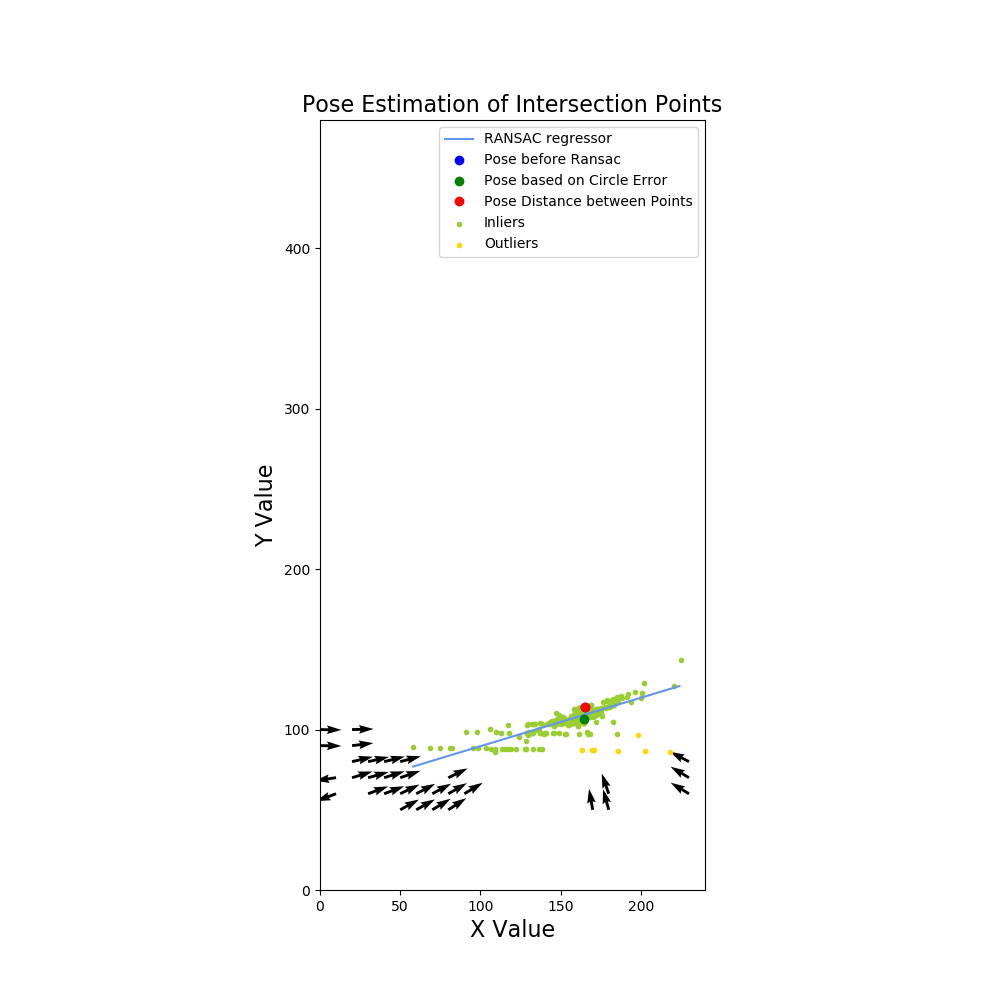 Pose Estimation of Intersection Points
RANSAC regressor
Pose before Ransac
Pose based on Circle Error
Pose Distance between Points
Inliers
Outliers
400
300
200
100
0
Y Value
0 50 100 150 200
X Value